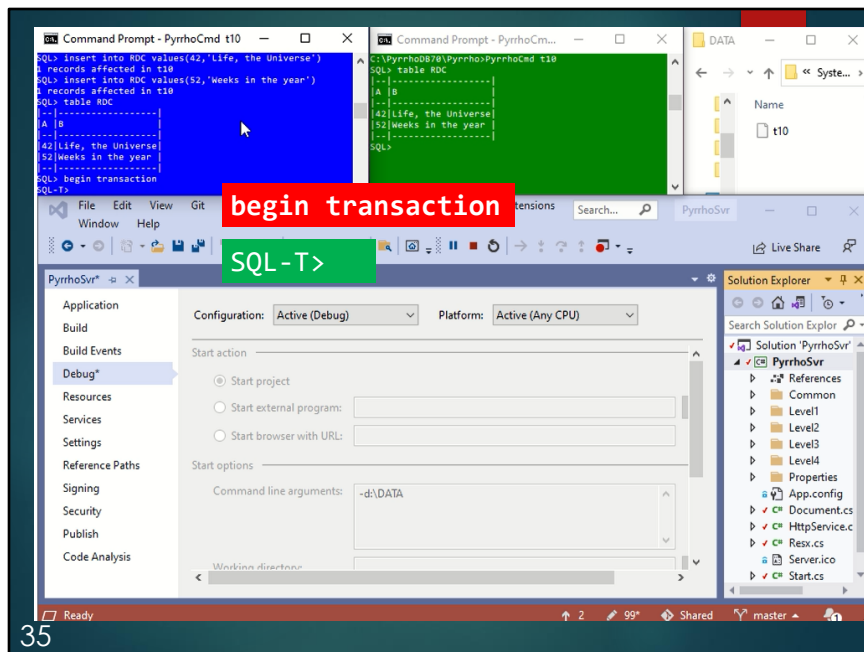 Command Prompt - PyrrhoCmd t10
SQL> insert into RDC values(42,'Life, the Universe')
1 records affected in t10
SQL> insert into RDC values(52,'Weeks in the year')
1 records affected in t10
SQL> table RDC
|--|------------------|
|A |B                 |
|--|------------------|
|42|Life, the Universe|
|52|Weeks in the year |
|--|------------------|
SQL> begin transaction
SQL-T>
Command Prompt - PyrrhoCm...
C:\PyrrhoDB70\Pyrrho>PyrrhoCmd t10
SQL> table RDC
|--|------------------|
|A |B                 |
|--|------------------|
|42|Life, the Universe|
|52|Weeks in the year |
|--|------------------|
SQL>
DATA
« Syste...
Name
t10
File Edit View Git
tensions
Search...
PyrrhoSvr
Window Help
begin transaction
SQL-T>
Live Share
PyrrhoSvr*
Application
Build
Build Events
Debug*
Resources
Services
Settings
Reference Paths
Signing
Security
Publish
Code Analysis
Configuration: Active (Debug)
Platform: Active (Any CPU)
Start action
Start project
Start external program:
Start browser with URL:
Start options
Command line arguments: -d:\DATA
Working directory:
Solution Explorer
Search Solution Explor
Solution 'PyrrhoSvr'
PyrrhoSvr
References
Common
Level1
Level2
Level3
Level4
Properties
App.config
Document.cs
HttpService.c
Resx.cs
Server.ico
Start.cs
Ready
2
99*
Shared
master
1
35